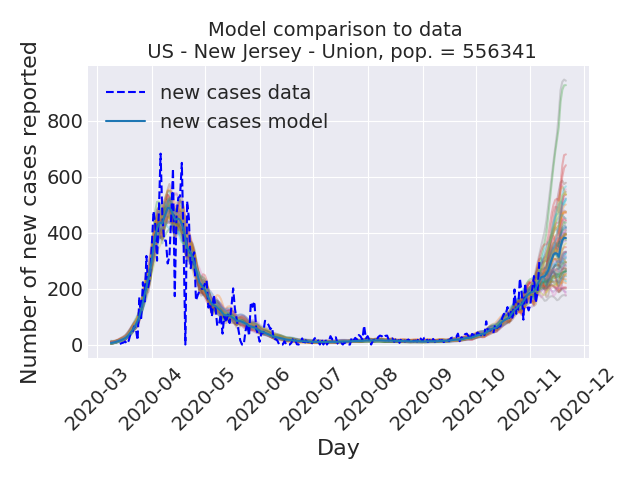 Model comparison to data
US - New Jersey - Union, pop. = 556341
Number of new cases reported
new cases data
new cases model
800
600
400
200
0
2020-03
2020-04
2020-05
2020-06
2020-07
2020-08
2020-09
2020-10
2020-11
2020-12
Day